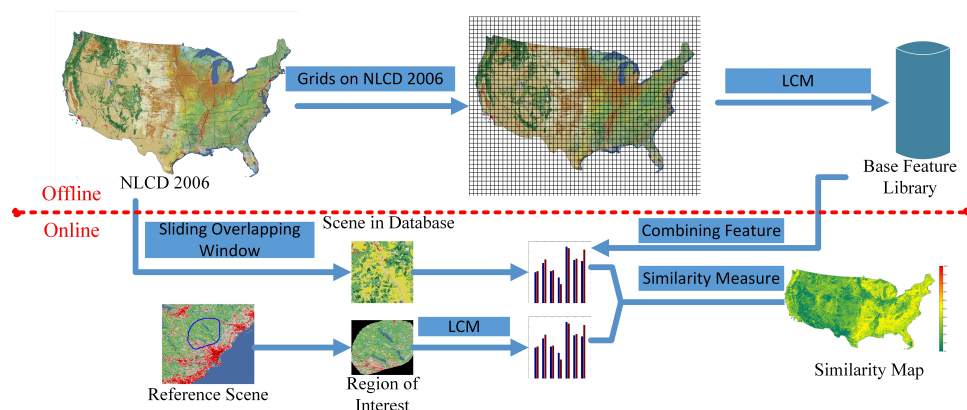 Grids on NLCD 2006
LCM
NLCD 2006
Base Feature
Library
Offline
Online
Sliding Overlapping
Window
Scene in Database
Combining Feature
Similarity Measure
LCM
Reference Scene
Region of
Interest
Similarity Map